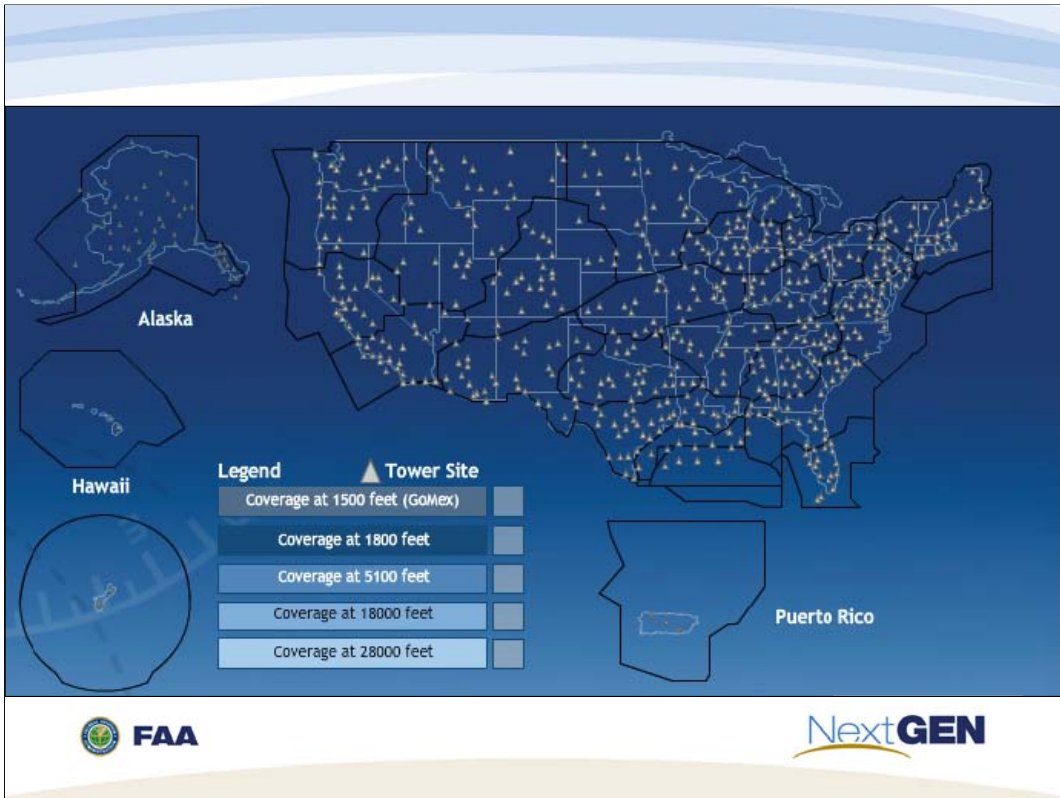 Alaska
Hawaii
Legend
Tower Site
Coverage at 1500 feet (GoMex)
Coverage at 1800 feet
Coverage at 5100 feet
Coverage at 18000 feet
Coverage at 28000 feet
Puerto Rico
FAA
NextGEN